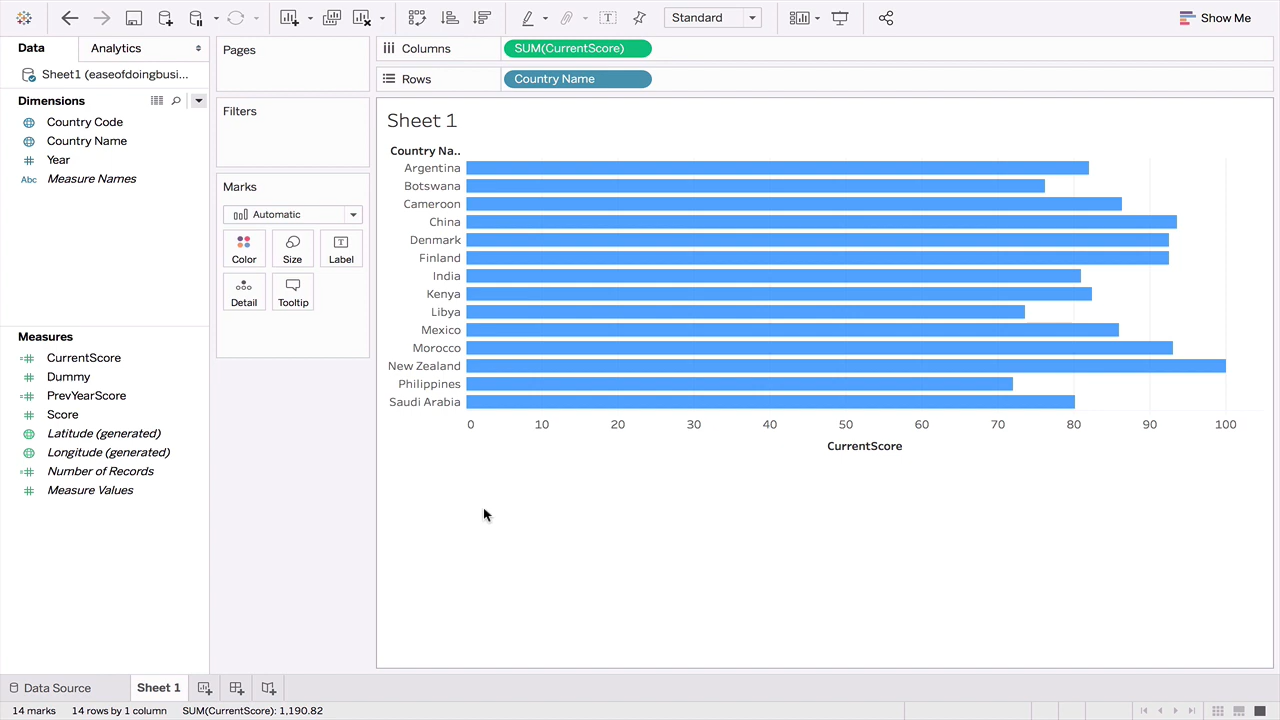 Standard
Show Me
Data
Analytics
Pages
Columns
SUM(CurrentScore)
Sheet1 (easeofdoingbusi...
Rows
Country Name
Dimensions
Country Code
Country Name
Year
Abc
Measure Names
Filters
Marks
Automatic
Color
Size
Label
Detail
Tooltip
Measures
CurrentScore
Dummy
PrevYearScore
Score
Latitude (generated)
Longitude (generated)
Number of Records
Measure Values
Sheet 1
Country Na..
Argentina
Botswana
Cameroon
China
Denmark
Finland
India
Kenya
Libya
Mexico
Morocco
New Zealand
Philippines
Saudi Arabia
0 10 20 30 40 50 60 70 80 90 100
CurrentScore
Data Source
Sheet 1
14 marks 14 rows by 1 column SUM(CurrentScore): 1,190.82